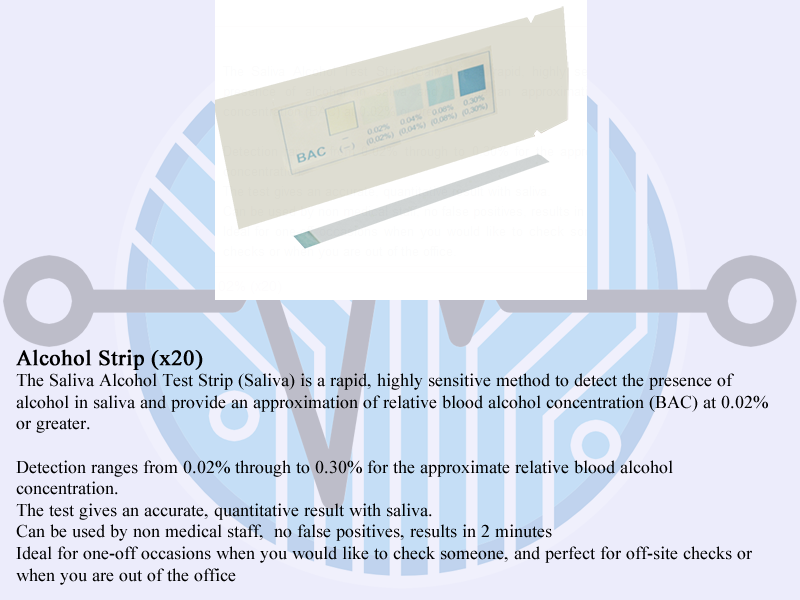 BAC
—
(—)
0.02%
(0.02%)
0.04%
(0.04%)
0.08%
(0.08%)
0.30%
(0.30%)
Alcohol Strip (x20)
The Saliva Alcohol Test Strip (Saliva) is a rapid, highly sensitive method to detect the presence of
alcohol in saliva and provide an approximation of relative blood alcohol concentration (BAC) at 0.02%
or greater.
Detection ranges from 0.02% through to 0.30% for the approximate relative blood alcohol
concentration.
The test gives an accurate, quantitative result with saliva.
Can be used by non medical staff,  no false positives, results in 2 minutes
Ideal for one-off occasions when you would like to check someone, and perfect for off-site checks or
when you are out of the office